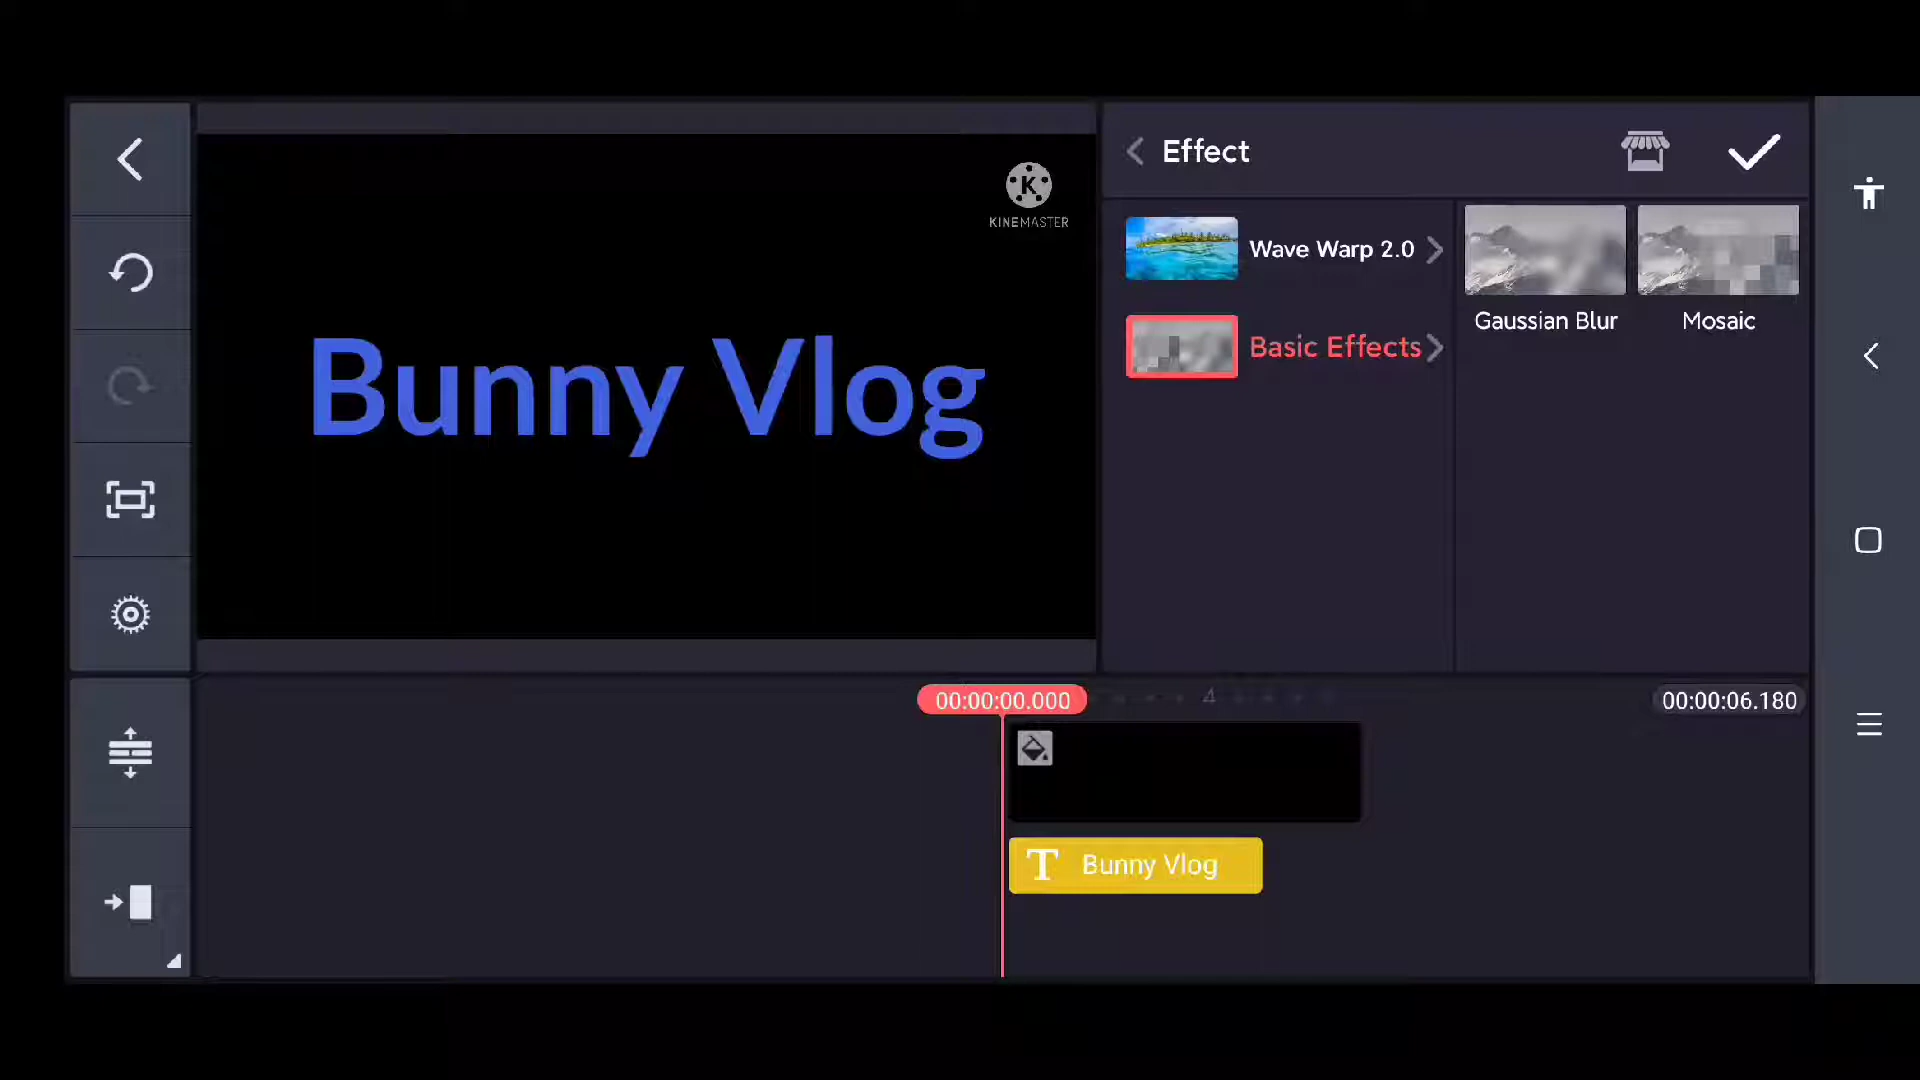 Effect
K
KINEMASTER
Wave Warp 2.0
Basic Effects
Gaussian Blur
Mosaic
Bunny Vlog
00:00:00.000
4
00:00:06.180
T Bunny Vlog